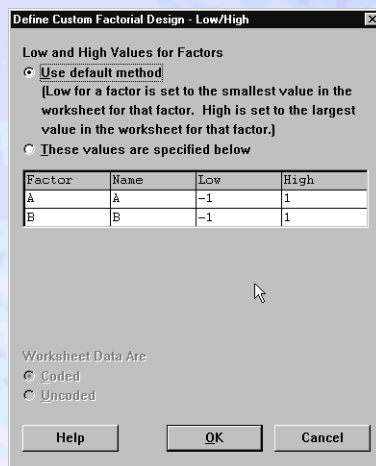 Define Custom Factorial Design - Low/High
Low and High Values for Factors
Use default method
(Low for a factor is set to the smallest value in the
worksheet for that factor. High is set to the largest
value in the worksheet for that factor.)
These values are specified below
Factor Name Low High
A A -1 1
B B -1 1
Worksheet Data Are
Coded
Uncoded
Help OK Cancel